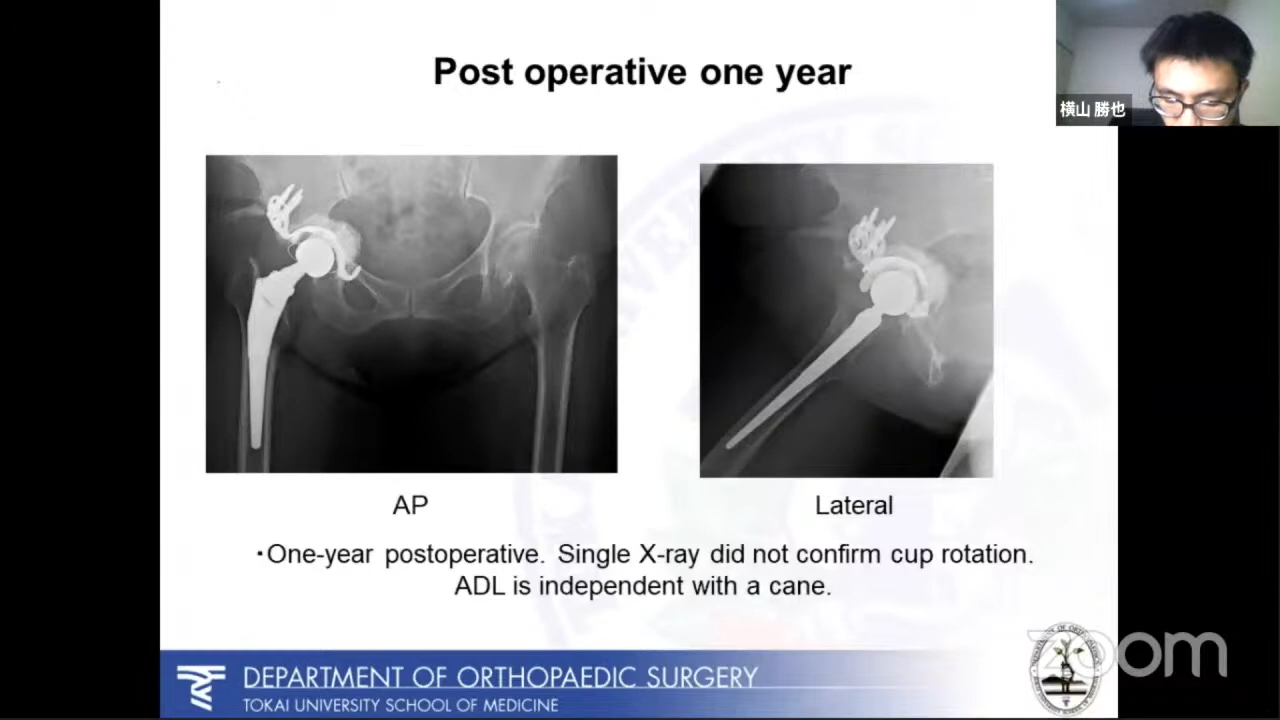 Post operative one year
横山 勝也
AP
Lateral
・One-year postoperative. Single X-ray did not confirm cup rotation.
ADL is independent with a cane.
DEPARTMENT OF ORTHOPAEDIC SURGERY
TOKAI UNIVERSITY SCHOOL OF MEDICINE
zoom